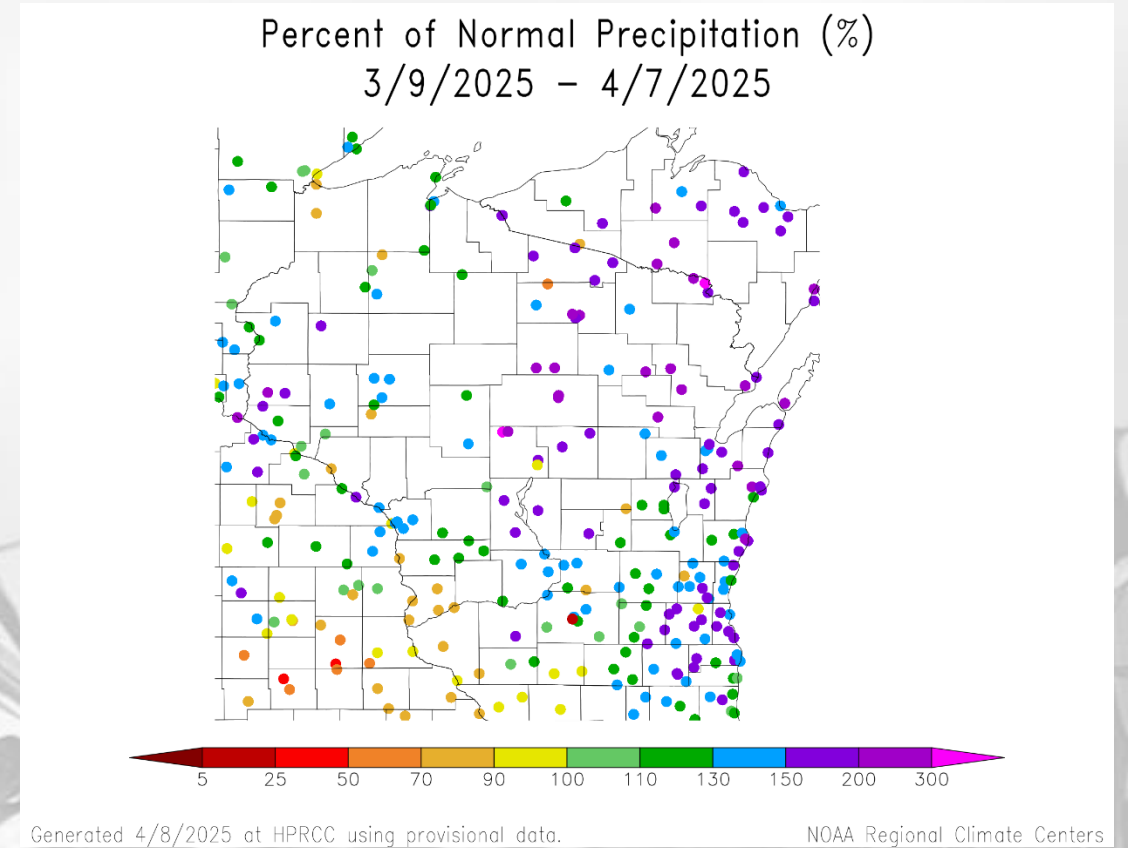 Percent of Normal Precipitation (%)
3/9/2025 – 4/7/2025
5 25 50 70 90 100 110 130 150 200 300
Generated 4/8/2025 at HPRCC using provisional data.
NOAA Regional Climate Centers